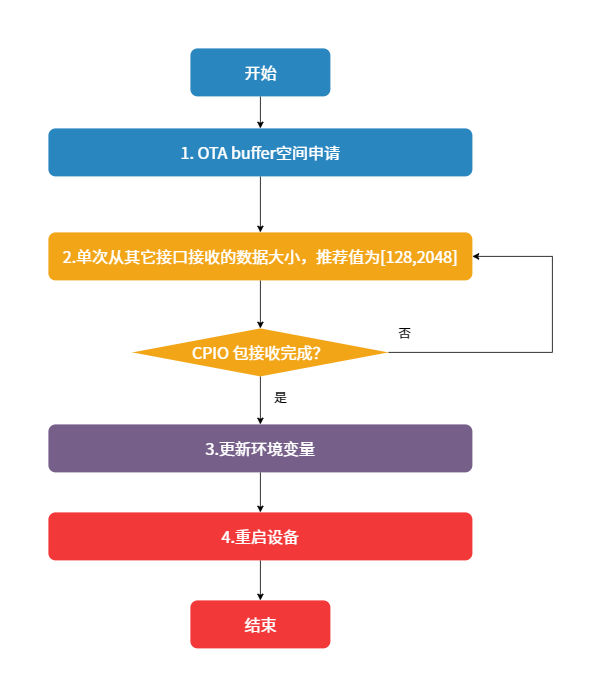 开始
1. OTA buffer空间申请
2.单次从其它接口接收的数据大小，推荐值为[128,2048]
否
CPIO 包接收完成？
是
3.更新环境变量
4.重启设备
结束